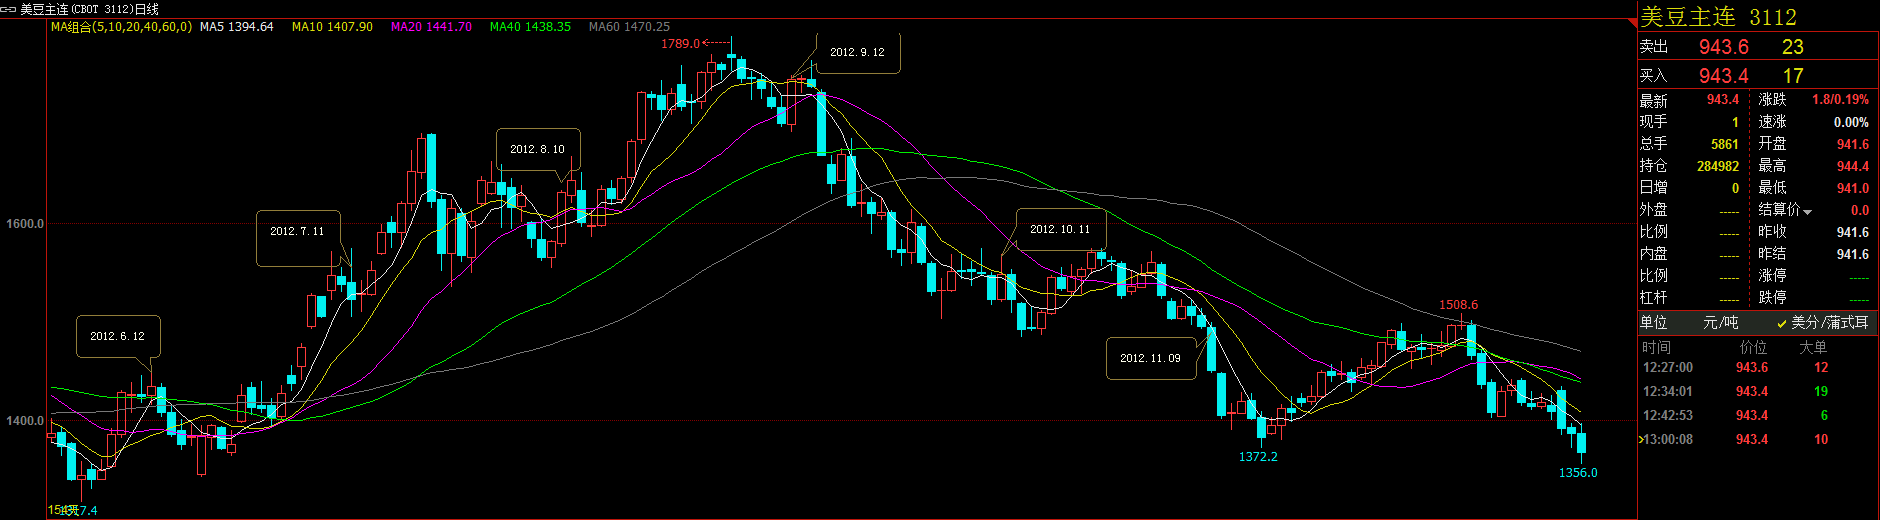 美豆主连(CBOT 3112)日线
MA组合(5,10,20,40,60,0) MA5 1394.64 MA10 1407.90 MA20 1441.70 MA40 1438.35 MA60 1470.25
1789.0
2012.9.12
2012.8.10
2012.7.11
1600.0
2012.10.11
1508.6
2012.6.12
2012.11.09
1400.0
1372.2
1356.0
美豆主连 3112
卖出 943.6 23
买入 943.4 17
最新 943.4 涨跌 1.8/0.19%
现手 1 速涨 0.00%
总手 5861 开盘 941.6
持仓 284982 最高 944.4
日增 0 最低 941.0
外盘 ----- 结算价 0.0
比例 ----- 昨收 941.6
内盘 ----- 昨结 941.6
比例 ----- 涨停 -----
杠杆 ----- 跌停 -----
单位 元/吨 ✓美分/蒲式耳
时间 价位 大单
12:27:00 943.6 12
12:34:01 943.4 19
12:42:53 943.4 6
13:00:08 943.4 10